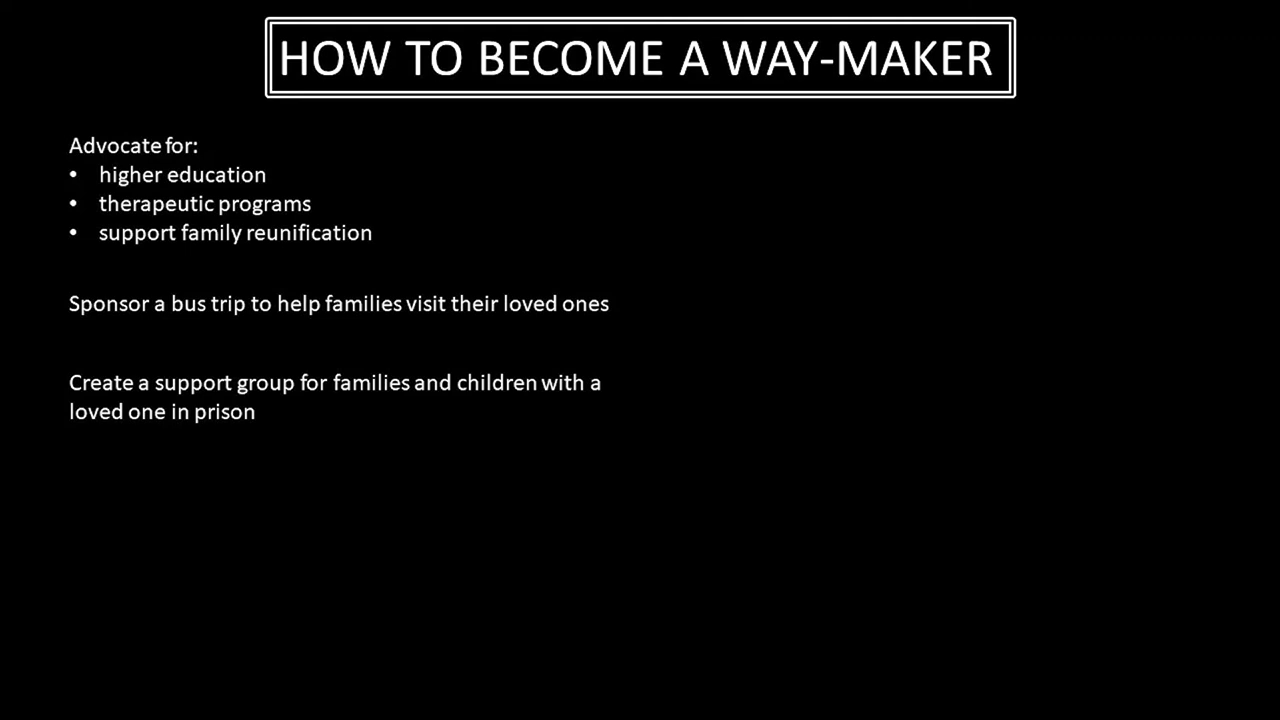 HOW TO BECOME A WAY-MAKER
Advocate for:
• higher education
• therapeutic programs
• support family reunification
Sponsor a bus trip to help families visit their loved ones
Create a support group for families and children with a
loved one in prison